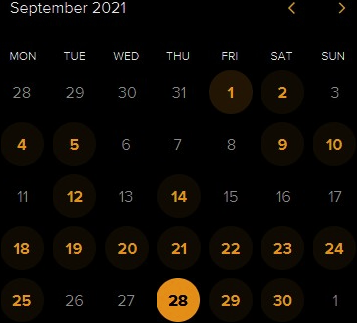 September 2021
MON TUE WED THU FRI SAT SUN
28 29 30 31 1 2 3
4 5 6 7 8 9 10
11 12 13 14 15 16 17
18 19 20 21 22 23 24
25 26 27 28 29 30 1